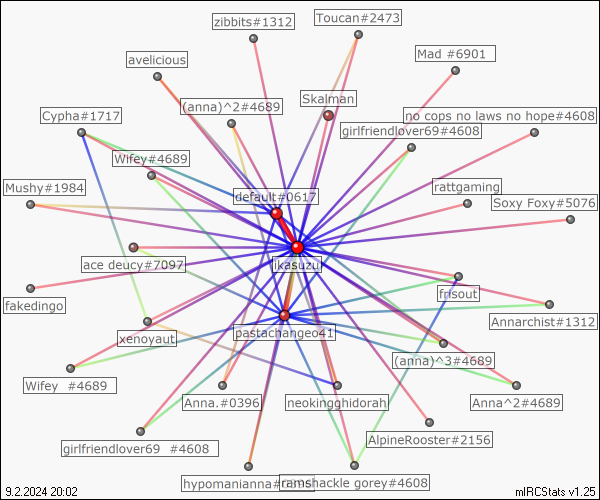 zibbits#1312
Toucan#2473
Mad #6901
avelicious
(anna)^2#4689
Skalman
Cypha#1717
no cops no laws no hope#4608
girlfriendlover69#4608
Wifey#4689
Mushy#1984
default#0617
rattgaming
Soxy Foxy#5076
ace deucy#7097
ikasuzu
fakedingo
frisout
Annarchist#1312
xenoyaut
pastachangeo41
(anna)^3#4689
Wifey #4689
Anna.#0396
neokingghidorah
Anna^2#4689
AlpineRooster#2156
girlfriendlover69 #4608
ramshackle gorey#4608
9.2.2024 20:02
mIRCStats v1.25